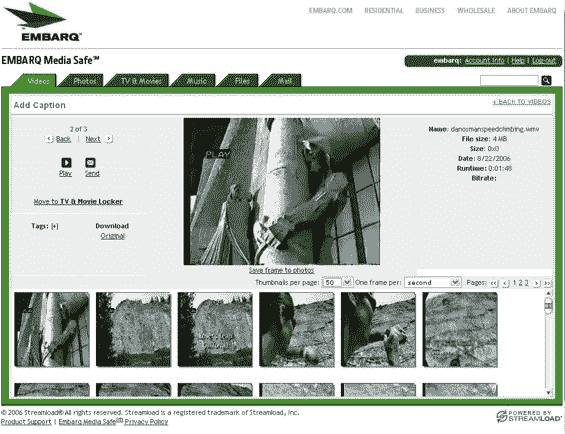 EMBARQ™
EMBARQ.COM RESIDENTIAL BUSINESS WHOLESALE ABOUT EMBARQ
EMBARQ Media Safe™
embarq: Account Info | Help | Log-out
Videos Photos TV & Movies Music Files Mail
Add Caption
< BACK TO VIDEOS
2 of 3
Back | Next
Play Send
Move to TV & Movie Locker
Tags: [+] Download
Original
PLAY
Save frame to photos
Name: danosmanspeedclimbing.wmv
File size: 4 MB
Size: 0x0
Date: 8/22/2006
Runtime: 0:01:48
Bitrate:
Thumbnails per page: 50 One frame per: second Pages: << < 1 2 3 > >>
© 2006 Streamload® All rights reserved. Streamload is a registered trademark of Streamload, Inc.
Product Support | Embarq Media Safe SM Privacy Policy
POWERED BY
STREAMLOAD